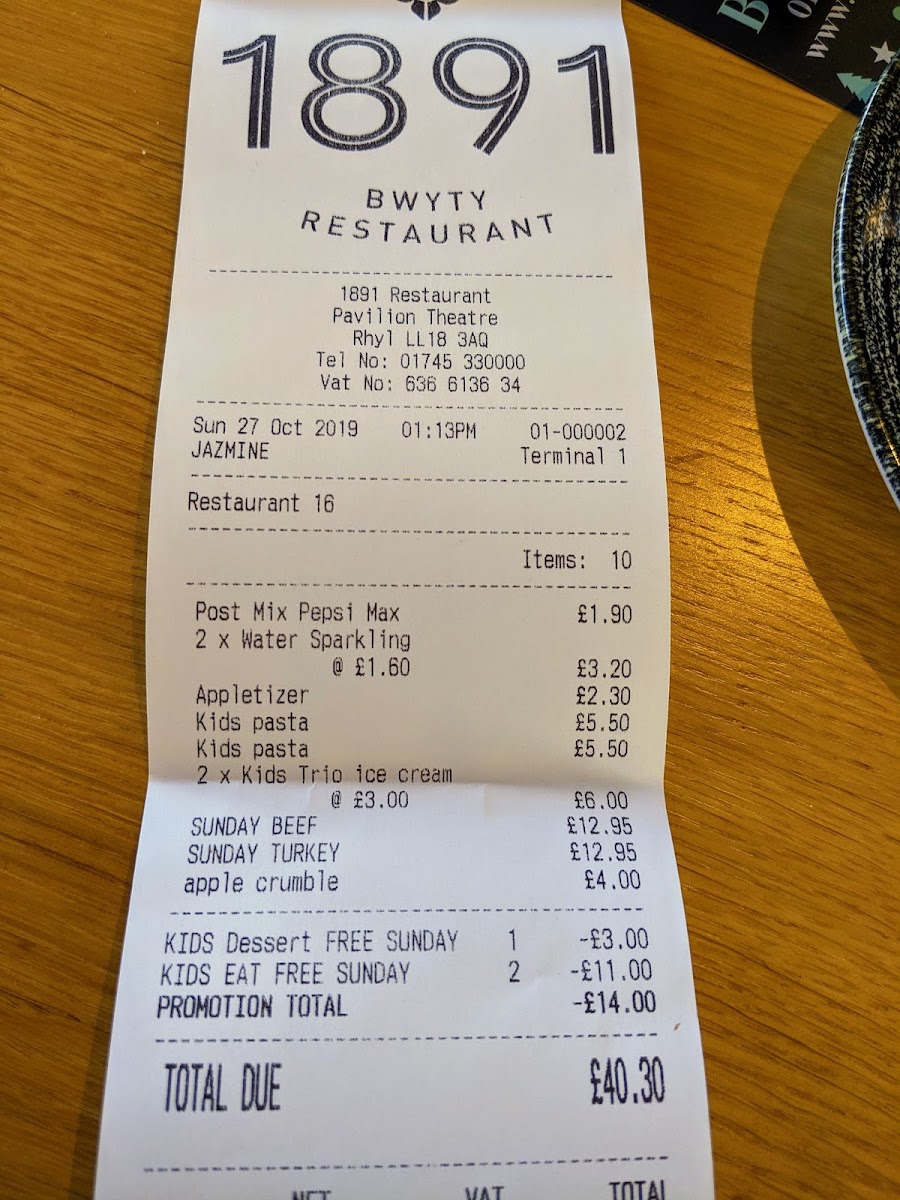 1891
BWYTY
RESTAURANT
1891 Restaurant
Pavilion Theatre
Rhyl LL18 3AQ
Tel No: 01745 330000
Vat No: 636 6136 34
Sun 27 Oct 2019 01:13PM 01-000002
JAZMINE Terminal 1
Restaurant 16
Items: 10
Post Mix Pepsi Max £1.90
2 x Water Sparkling
@ £1.60 £3.20
Appletizer £2.30
Kids pasta £5.50
Kids pasta £5.50
2 x Kids Trio ice cream
@ £3.00 £6.00
SUNDAY BEEF £12.95
SUNDAY TURKEY £12.95
apple crumble £4.00
KIDS Dessert FREE SUNDAY 1 -£3.00
KIDS EAT FREE SUNDAY 2 -£11.00
PROMOTION TOTAL -£14.00
TOTAL DUE £40.30
NET VAT TOTAL
www.